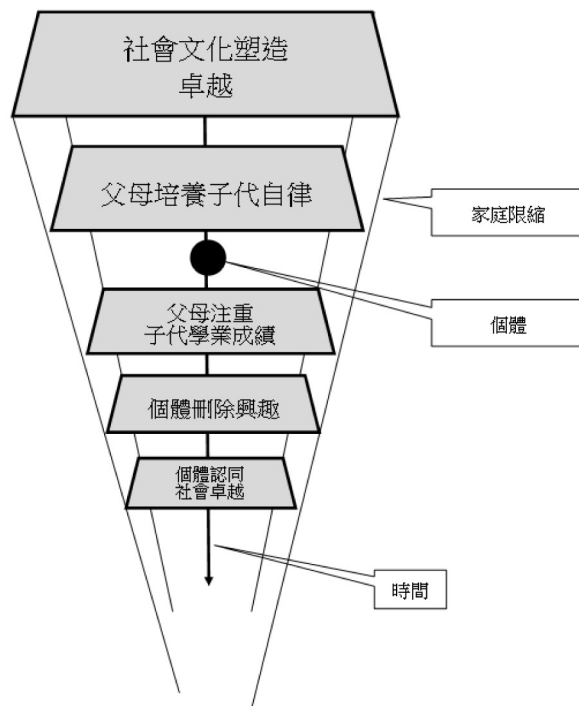 社會文化塑造
卓越
父母培養子代自律
家庭限縮
個體
父母注重
子代學業成績
個體刪除興趣
個體認同
社會卓越
時間